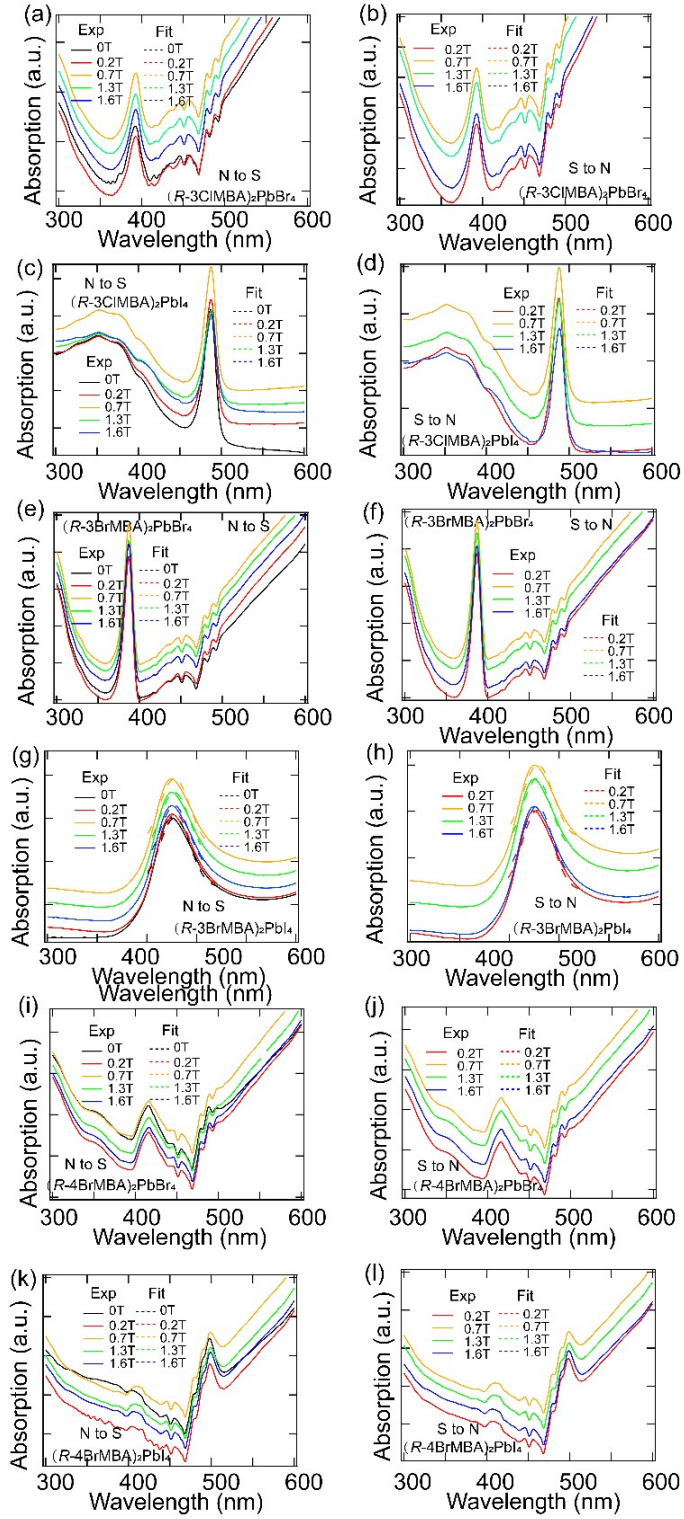 (a)
Exp Fit
0T 0T
0.2T 0.2T
0.7T 0.7T
1.3T 1.3T
1.6T 1.6T
N to S
(R-3ClMBA)₂PbBr₄
Absorption (a.u.)
300 400 500 600
Wavelength (nm)
(b)
Exp Fit
0.2T 0.2T
0.7T 0.7T
1.3T 1.3T
1.6T 1.6T
S to N
(R-3ClMBA)₂PbBr₄
Absorption (a.u.)
300 400 500 600
Wavelength (nm)
(c)
N to S
(R-3ClMBA)₂PbI₄
Fit
0T
0.2T
0.7T
1.3T
1.6T
Exp
0T
0.2T
0.7T
1.3T
1.6T
Absorption (a.u.)
300 400 500 600
Wavelength (nm)
(d)
Exp Fit
0.2T 0.2T
0.7T 0.7T
1.3T 1.3T
1.6T 1.6T
S to N
(R-3ClMBA)₂PbI₄
Absorption (a.u.)
300 400 500 600
Wavelength (nm)
(e)
(R-3BrMBA)₂PbBr₄ N to S
Exp Fit
0T 0T
0.2T 0.2T
0.7T 0.7T
1.3T 1.3T
1.6T 1.6T
Absorption (a.u.)
300 400 500 600
Wavelength (nm)
(f)
(R-3BrMBA)₂PbBr₄ S to N
Exp
0.2T
0.7T
1.3T
1.6T
Fit
0.2T
0.7T
1.3T
1.6T
Absorption (a.u.)
300 400 500 600
Wavelength (nm)
(g)
Exp Fit
0T 0T
0.2T 0.2T
0.7T 0.7T
1.3T 1.3T
1.6T 1.6T
N to S
(R-3BrMBA)₂PbI₄
Absorption (a.u.)
300 400 500 600
Wavelength (nm)
Wavelength (nm)
(h)
Exp Fit
0.2T 0.2T
0.7T 0.7T
1.3T 1.3T
1.6T 1.6T
S to N
(R-3BrMBA)₂PbI₄
Absorption (a.u.)
300 400 500 600
Wavelength (nm)
(i)
Exp Fit
0T 0T
0.2T 0.2T
0.7T 0.7T
1.3T 1.3T
1.6T 1.6T
N to S
(R-4BrMBA)₂PbBr₄
Absorption (a.u.)
300 400 500 600
Wavelength (nm)
(j)
Exp Fit
0.2T 0.2T
0.7T 0.7T
1.3T 1.3T
1.6T 1.6T
S to N
(R-4BrMBA)₂PbBr₄
Absorption (a.u.)
300 400 500 600
Wavelength (nm)
(k)
Exp Fit
0T 0T
0.2T 0.2T
0.7T 0.7T
1.3T 1.3T
1.6T 1.6T
N to S
(R-4BrMBA)₂PbI₄
Absorption (a.u.)
300 400 500 600
Wavelength (nm)
(l)
Exp Fit
0.2T 0.2T
0.7T 0.7T
1.3T 1.3T
1.6T 1.6T
S to N
(R-4BrMBA)₂PbI₄
Absorption (a.u.)
300 400 500 600
Wavelength (nm)